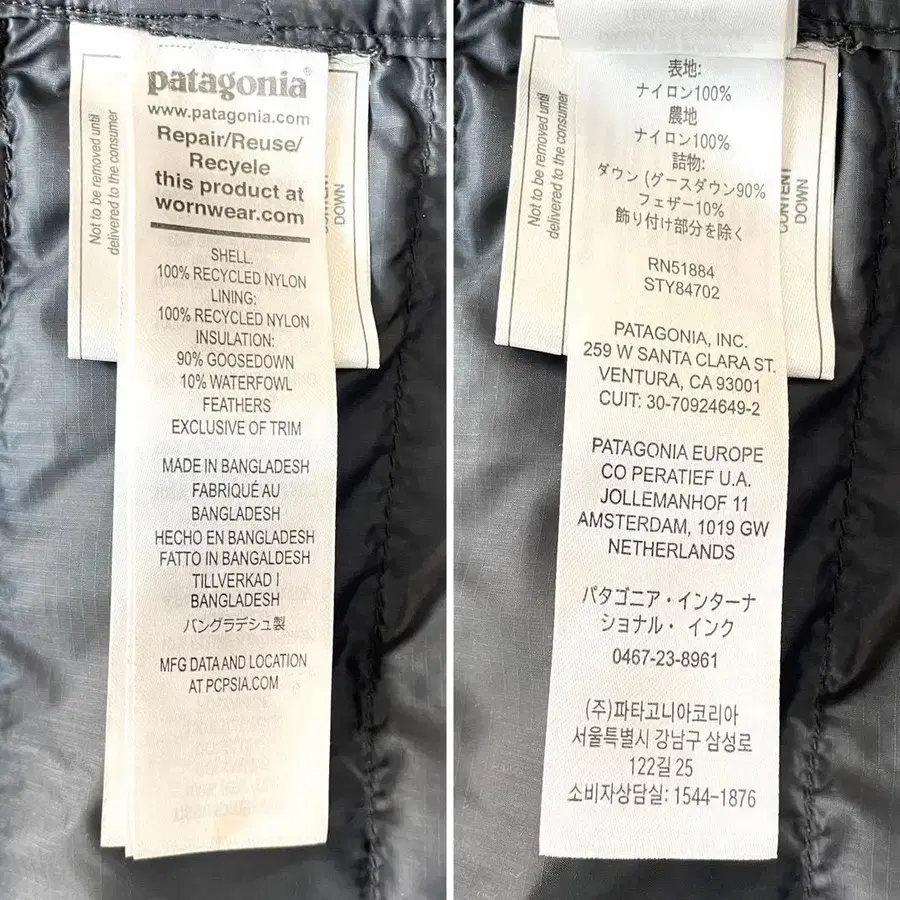 Not to be removed until
delivered to the consumer
patagonia®
www.patagonia.com
Repair/Reuse/
Recyele
this product at
wornwear.com
DOWN
SHELL.
100% RECYCLED NYLON
LINING:
100% RECYCLED NYLON
INSULATION:
90% GOOSEDOWN
10% WATERFOWL
FEATHERS
EXCLUSIVE OF TRIM
MADE IN BANGLADESH
FABRIQUÉ AU
BANGLADESH
HECHO EN BANGLADESH
FATTO IN BANGALDESH
TILLVERKAD I
BANGLADESH
バングラデシュ製
MFG DATA AND LOCATION
AT PCPSIA.COM
Not to be removed until
delivered to the consumer
表地:
ナイロン100%
農地
ナイロン100%
詰物:
ダウン (グースダウン90%
フェザー10%
飾り付け部分を除く
DOWN
RN51884
STY84702
PATAGONIA, INC.
259 W SANTA CLARA ST.
VENTURA, CA 93001
CUIT: 30-70924649-2
PATAGONIA EUROPE
CO PERATIEF U.A.
JOLLEMANHOF 11
AMSTERDAM, 1019 GW
NETHERLANDS
パタゴニア・インターナ
ショナル・ インク
0467-23-8961
(주)파타고니아코리아
서울특별시 강남구 삼성로
122길 25
소비자상담실: 1544-1876